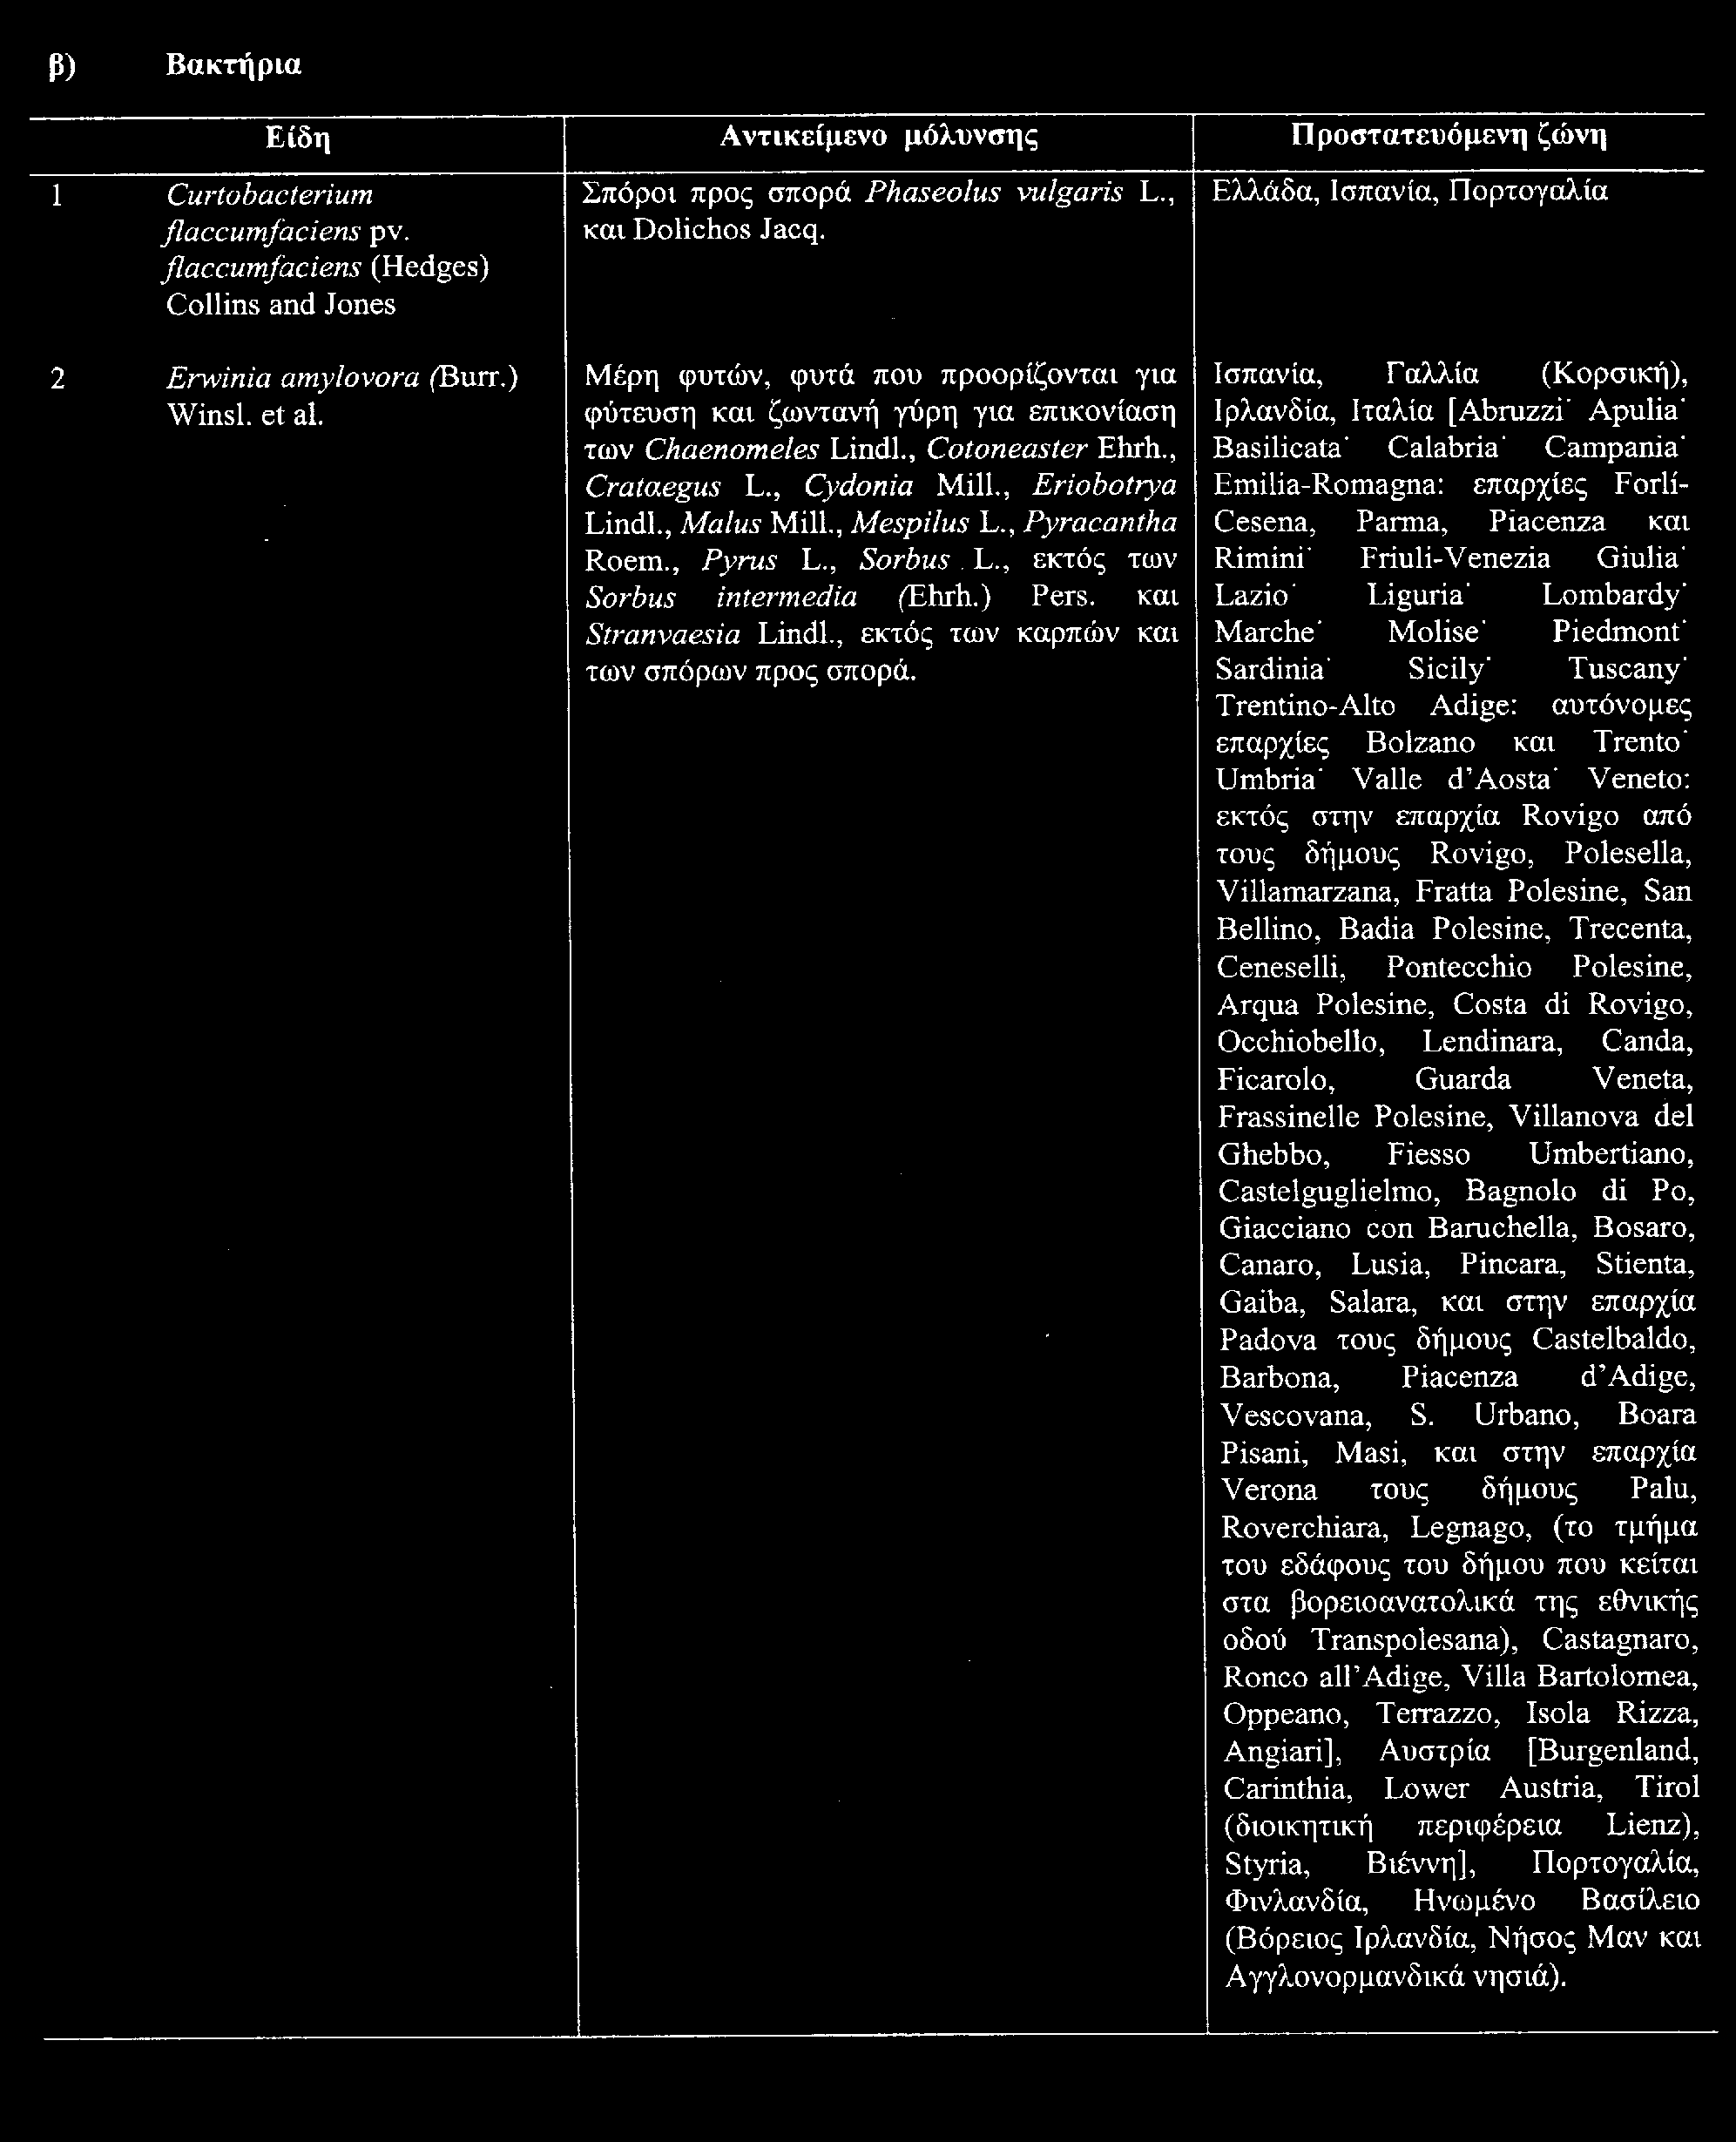 β) Βακτήρια
Είδη Αντικείμενο μόλυνσης Προστατευόμενη ζώνη
1 Curtobacterium
flaccumfaciens pv.
flaccumfaciens (Hedges)
Collins and Jones
Σπόροι προς σπορά Phaseolus vulgaris L.,
και Dolichos Jacq.
Ελλάδα, Ισπανία, Πορτογαλία
2 Erwinia amylovora (Burr.)
Winsl. et al.
Μέρη φυτών, φυτά που προορίζονται για
φύτευση και ζωντανή γύρη για επικονίαση
των Chaenomeles Lindl., Cotoneaster Ehrh.,
Crataegus L., Cydonia Mill., Eriobotrya
Lindl., Malus Mill., Mespilus L., Pyracantha
Roem., Pyrus L., Sorbus L., εκτός των
Sorbus intermedia (Ehrh.) Pers. και
Stranvaesia Lindl., εκτός των καρπών και
των σπόρων προς σπορά.
Ισπανία, Γαλλία (Κορσική),
Ιρλανδία, Ιταλία [Abruzzi· Apulia·
Basilicata· Calabria· Campania·
Emilia-Romagna: επαρχίες Forlí-
Cesena, Parma, Piacenza και
Rimini· Friuli-Venezia Giulia·
Lazio· Liguria· Lombardy·
Marche· Molise· Piedmont·
Sardinia· Sicily· Tuscany·
Trentino-Alto Adige: αυτόνομες
επαρχίες Bolzano και Trento·
Umbria· Valle d’Aosta· Veneto:
εκτός στην επαρχία Rovigo από
τους δήμους Rovigo, Polesella,
Villamarzana, Fratta Polesine, San
Bellino, Badia Polesine, Trecenta,
Ceneselli, Pontecchio Polesine,
Arqua Polesine, Costa di Rovigo,
Occhiobello, Lendinara, Canda,
Ficarolo, Guarda Veneta,
Frassinelle Polesine, Villanova del
Ghebbo, Fiesso Umbertiano,
Castelguglielmo, Bagnolo di Po,
Giacciano con Baruchella, Bosaro,
Canaro, Lusia, Pincara, Stienta,
Gaiba, Salara, και στην επαρχία
Padova τους δήμους Castelbaldo,
Barbona, Piacenza d’Adige,
Vescovana, S. Urbano, Boara
Pisani, Masi, και στην επαρχία
Verona τους δήμους Palu,
Roverchiara, Legnago, (το τμήμα
του εδάφους του δήμου που κείται
στα βορειοανατολικά της εθνικής
οδού Transpolesana), Castagnaro,
Ronco all’Adige, Villa Bartolomea,
Oppeano, Terrazzo, Isola Rizza,
Angiari], Αυστρία [Burgenland,
Carinthia, Lower Austria, Tirol
(διοικητική περιφέρεια Lienz),
Styria, Βιέννη], Πορτογαλία,
Φινλανδία, Ηνωμένο Βασίλειο
(Βόρειος Ιρλανδία, Νήσος Μαν και
Αγγλονορμανδικά νησιά).